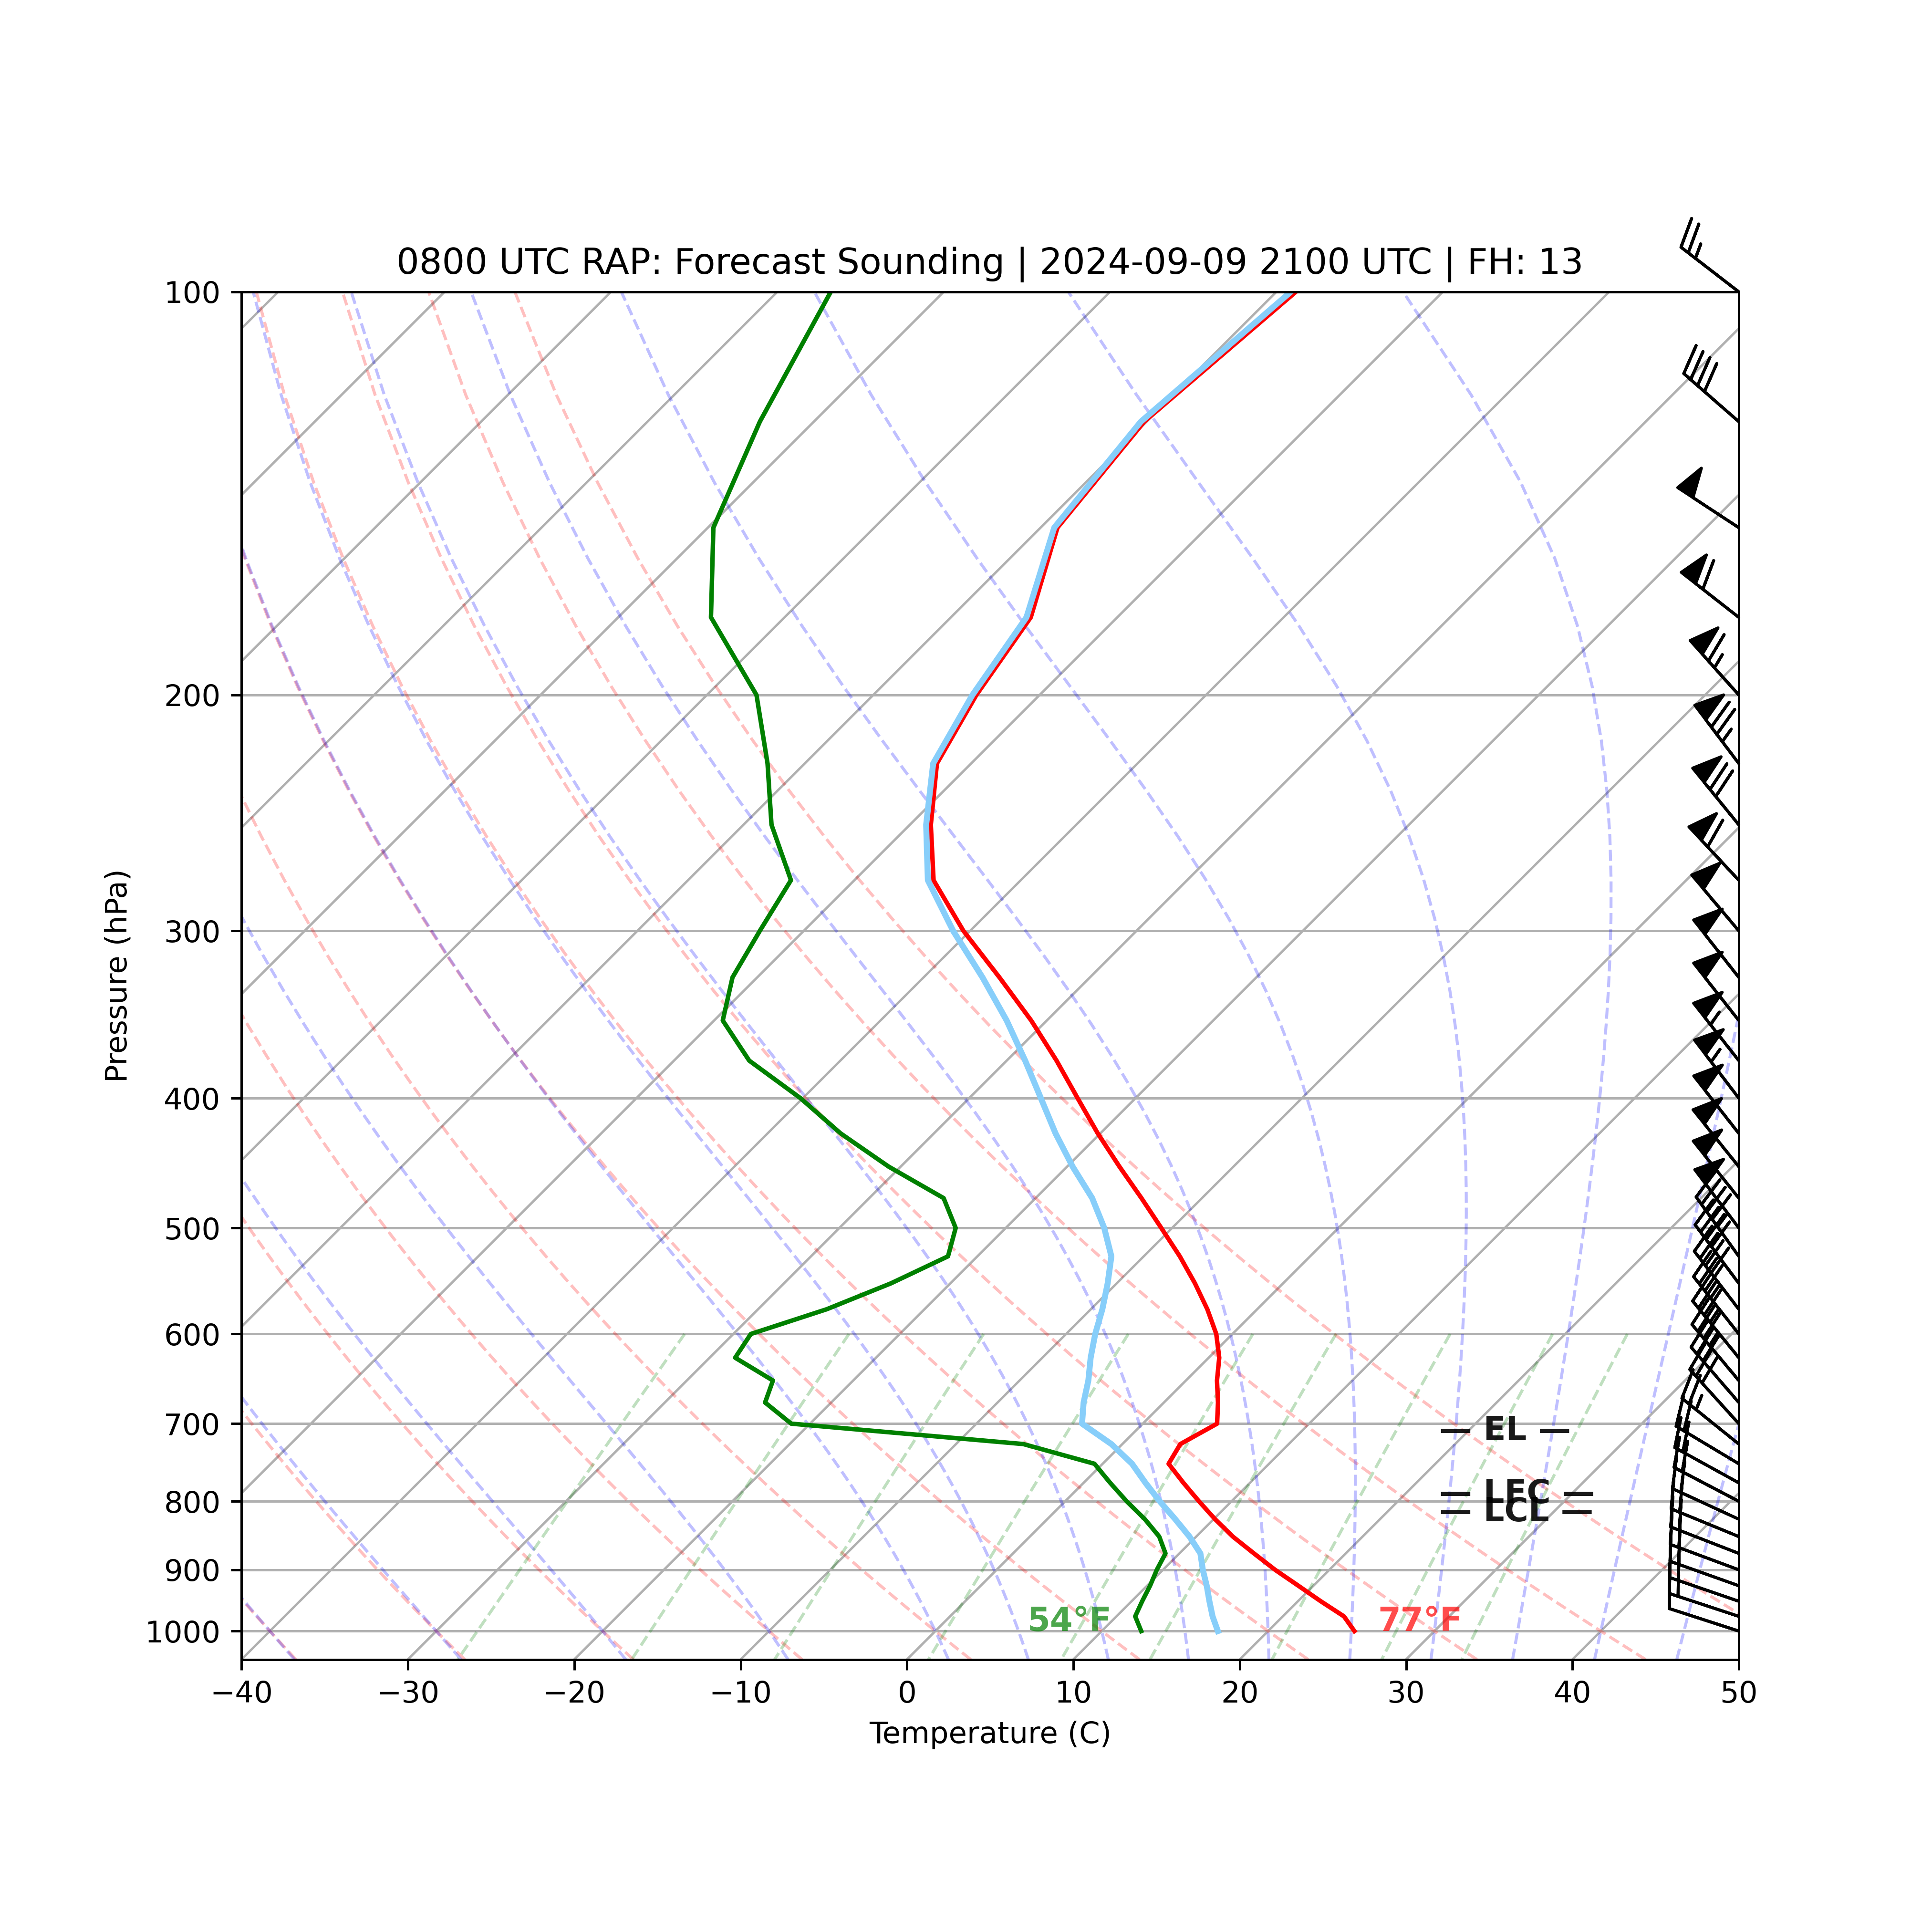 0800 UTC RAP: Forecast Sounding | 2024-09-09 2100 UTC | FH: 13
100
200
300
400
500
600
700
800
900
1000
Pressure (hPa)
— EL —
— LFC —
— LCL —
54°F
77°F
−40 −30 −20 −10 0 10 20 30 40 50
Temperature (C)